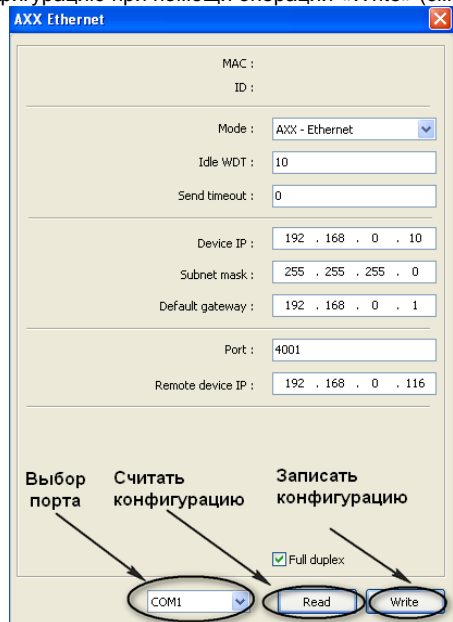 AXX Ethernet
MAC :
ID :
Mode : AXX - Ethernet
Idle WDT : 10
Send timeout : 0
Device IP : 192 . 168 . 0 . 10
Subnet mask : 255 . 255 . 255 . 0
Default gateway : 192 . 168 . 0 . 1
Port : 4001
Remote device IP : 192 . 168 . 0 . 116
Выбор порта
Считать конфигурацию
Записать конфигурацию
Full duplex
COM1 Read Write